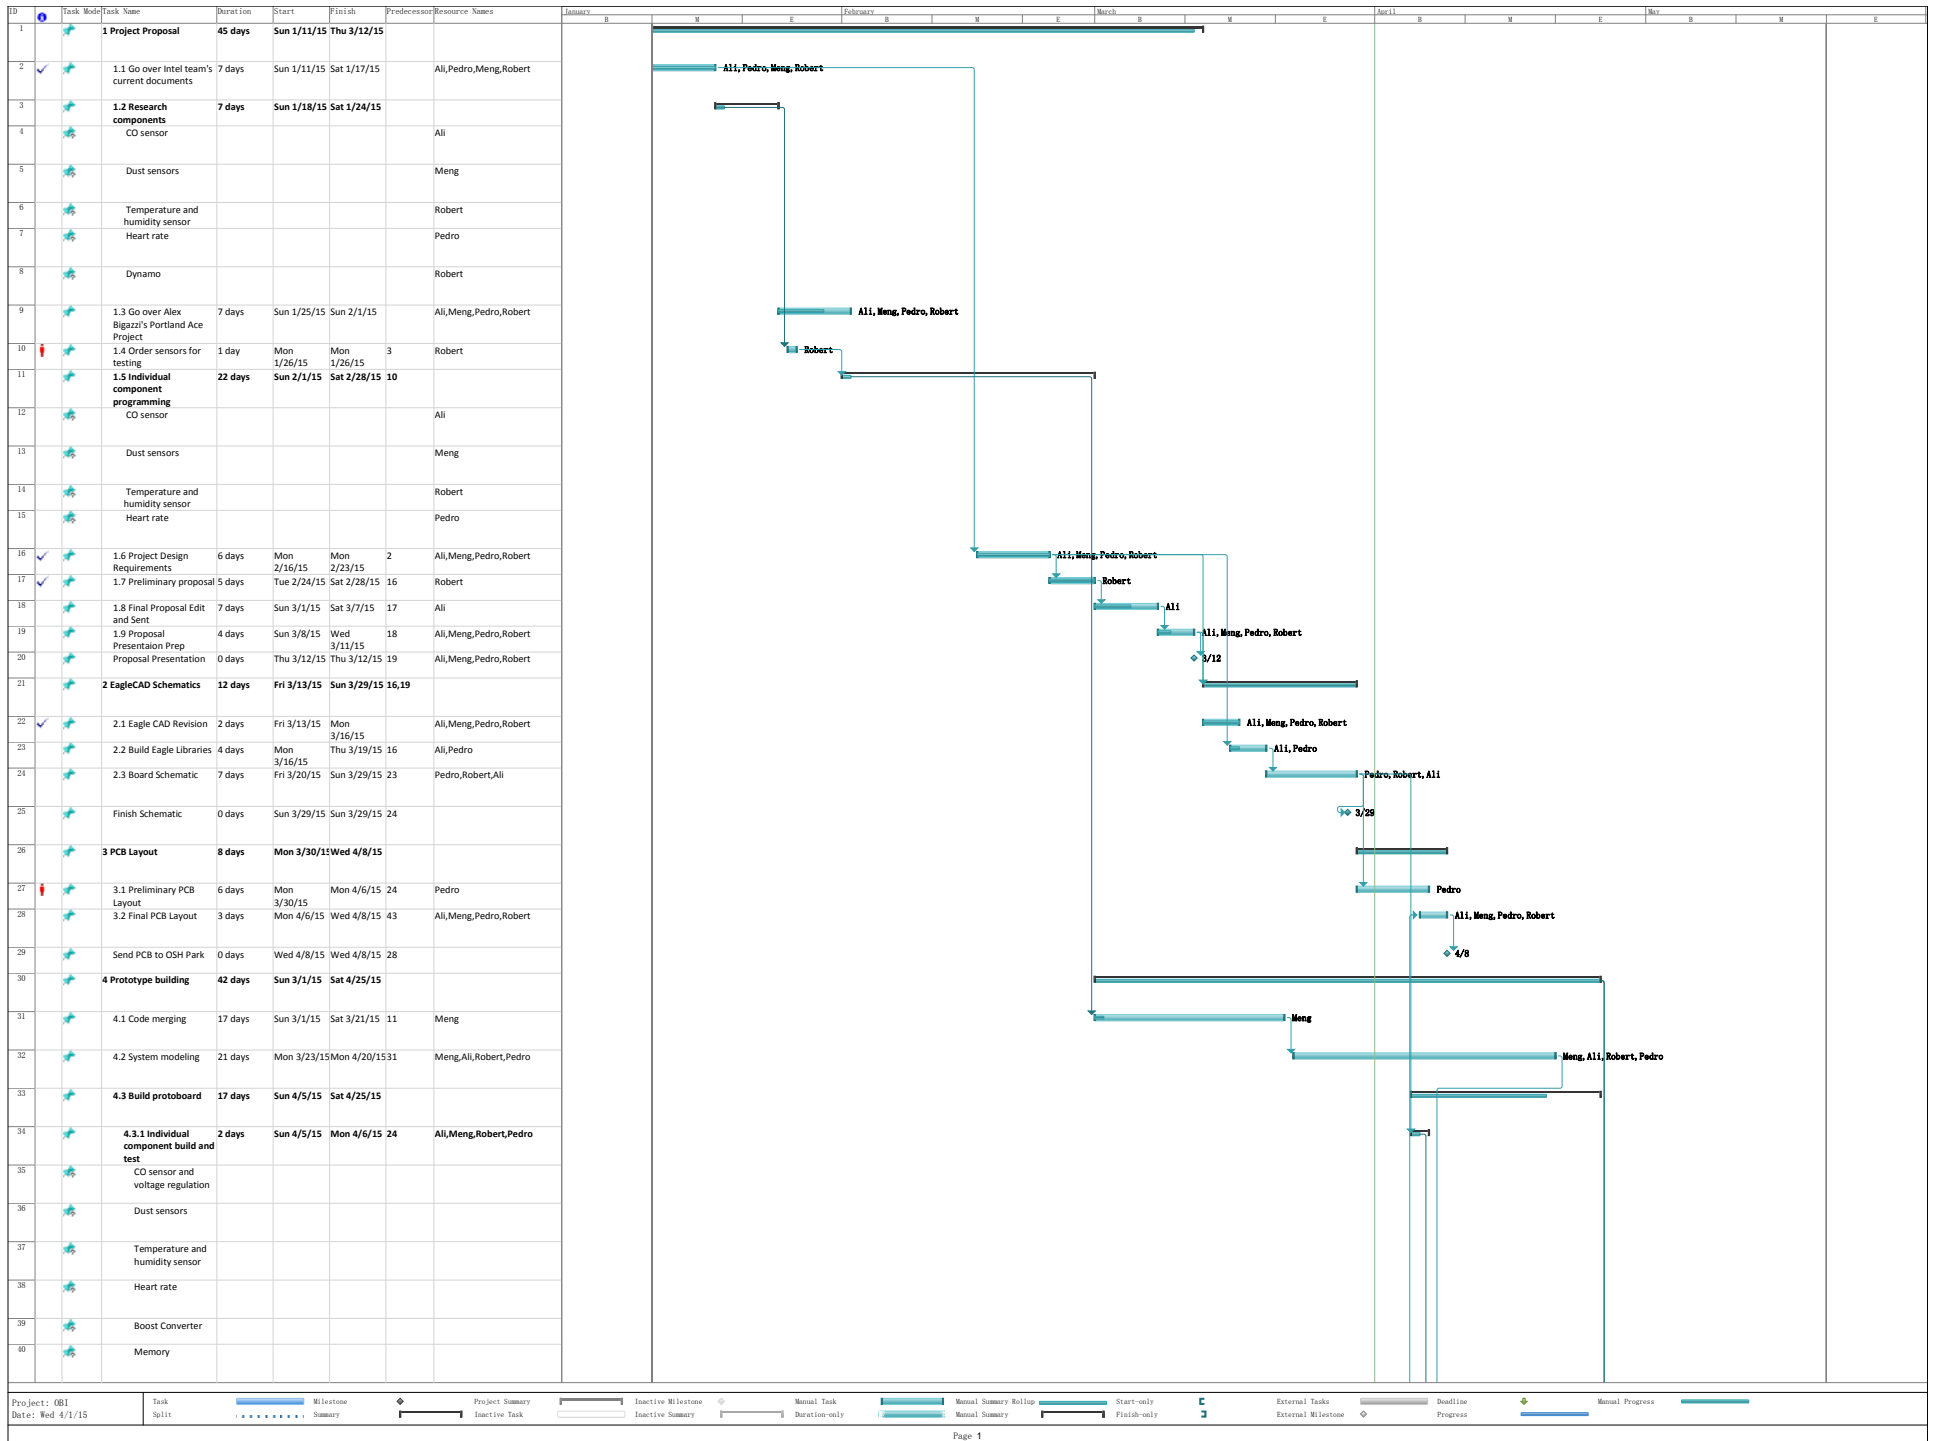 ID Task Mode Task Name Duration Start Finish Predecessor Resource Names
January February March April May
B M E B M E B M E B M E B M E
1 1 Project Proposal 45 days Sun 1/11/15 Thu 3/12/15
2 1.1 Go over Intel team's 7 days Sun 1/11/15 Sat 1/17/15 Ali,Pedro,Meng,Robert Ali,Pedro,Meng,Robert
current documents
3 1.2 Research 7 days Sun 1/18/15 Sat 1/24/15
components
4 CO sensor Ali
5 Dust sensors Meng
6 Temperature and Robert
humidity sensor
7 Heart rate Pedro
8 Dynamo Robert
9 1.3 Go over Alex 7 days Sun 1/25/15 Sun 2/1/15 Ali,Meng,Pedro,Robert Ali,Meng,Pedro,Robert
Bigazzi's Portland Ace
Project
10 1.4 Order sensors for 1 day Mon Mon 3 Robert Robert
testing 1/26/15 1/26/15
11 1.5 Individual 22 days Sun 2/1/15 Sat 2/28/15 10
component
programming
12 CO sensor Ali
13 Dust sensors Meng
14 Temperature and Robert
humidity sensor
15 Heart rate Pedro
16 1.6 Project Design 6 days Mon Mon 2 Ali,Meng,Pedro,Robert Ali,Meng,Pedro,Robert
Requirements 2/16/15 2/23/15
17 1.7 Preliminary proposal 5 days Tue 2/24/15 Sat 2/28/15 16 Robert Robert
18 1.8 Final Proposal Edit 7 days Sun 3/1/15 Sat 3/7/15 17 Ali Ali
and Sent
19 1.9 Proposal 4 days Sun 3/8/15 Wed 18 Ali,Meng,Pedro,Robert Ali,Meng,Pedro,Robert
Presentaion Prep 3/11/15
20 Proposal Presentation 0 days Thu 3/12/15 Thu 3/12/15 19 Ali,Meng,Pedro,Robert 3/12
21 2 EagleCAD Schematics 12 days Fri 3/13/15 Sun 3/29/15 16,19
22 2.1 Eagle CAD Revision 2 days Fri 3/13/15 Mon Ali,Meng,Pedro,Robert Ali,Meng,Pedro,Robert
3/16/15
23 2.2 Build Eagle Libraries 4 days Mon Thu 3/19/15 16 Ali,Pedro Ali,Pedro
3/16/15
24 2.3 Board Schematic 7 days Fri 3/20/15 Sun 3/29/15 23 Pedro,Robert,Ali Pedro,Robert,Ali
25 Finish Schematic 0 days Sun 3/29/15 Sun 3/29/15 24 3/29
26 3 PCB Layout 8 days Mon 3/30/15 Wed 4/8/15
27 3.1 Preliminary PCB 6 days Mon Mon 4/6/15 24 Pedro Pedro
Layout 3/30/15
28 3.2 Final PCB Layout 3 days Mon 4/6/15 Wed 4/8/15 43 Ali,Meng,Pedro,Robert Ali,Meng,Pedro,Robert
29 Send PCB to OSH Park 0 days Wed 4/8/15 Wed 4/8/15 28 4/8
30 4 Prototype building 42 days Sun 3/1/15 Sat 4/25/15
31 4.1 Code merging 17 days Sun 3/1/15 Sat 3/21/15 11 Meng Meng
32 4.2 System modeling 21 days Mon 3/23/15 Mon 4/20/15 31 Meng,Ali,Robert,Pedro Meng,Ali,Robert,Pedro
33 4.3 Build protoboard 17 days Sun 4/5/15 Sat 4/25/15
34 4.3.1 Individual 2 days Sun 4/5/15 Mon 4/6/15 24 Ali,Meng,Robert,Pedro
component build and
test
35 CO sensor and
voltage regulation
36 Dust sensors
37 Temperature and
humidity sensor
38 Heart rate
39 Boost Converter
40 Memory
Project: OBI
Date: Wed 4/1/15
Task Milestone Project Summary Inactive Milestone Manual Task Manual Summary Rollup Start-only External Tasks Deadline Manual Progress
Split Summary Inactive Task Inactive Summary Duration-only Manual Summary Finish-only External Milestone Progress
Page 1